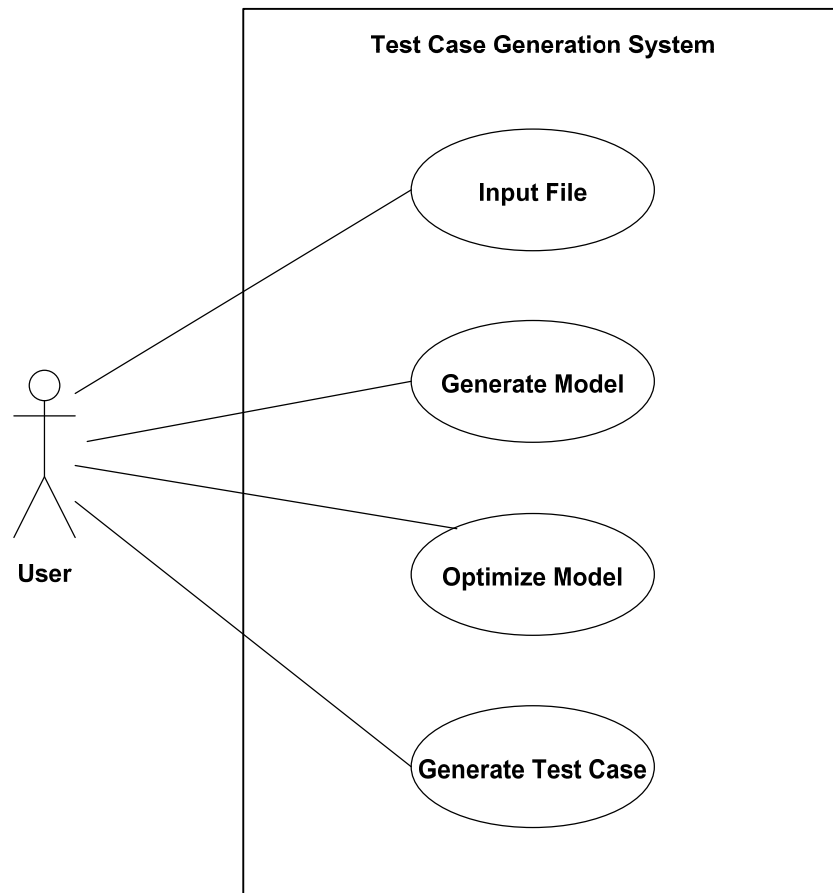 Test Case Generation System
Input File
Generate Model
Optimize Model
User
Generate Test Case